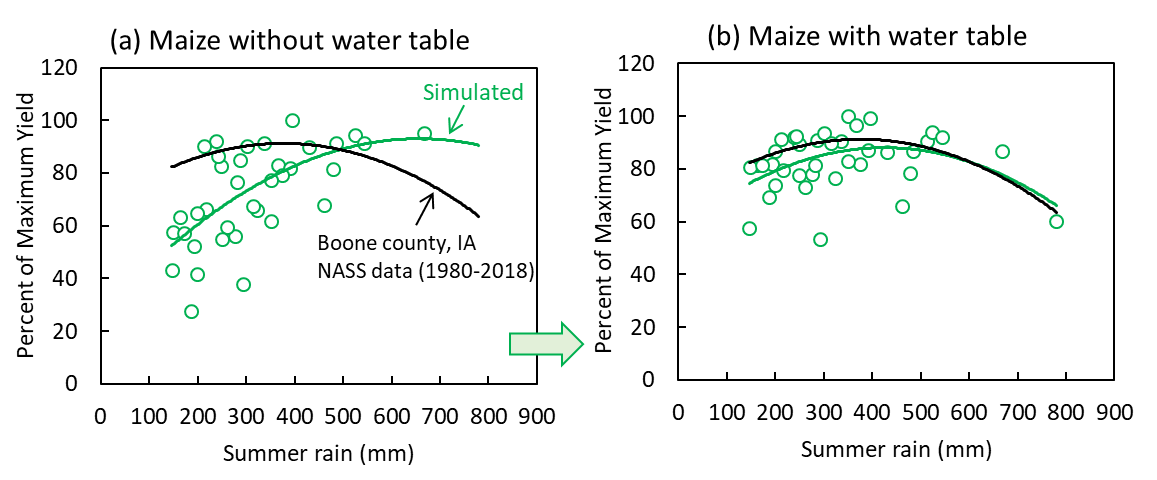 (a) Maize without water table
Percent of Maximum Yield
120
100
80
60
40
20
0
Simulated
Boone county, IA
NASS data (1980-2018)
0 100 200 300 400 500 600 700 800 900
Summer rain (mm)
(b) Maize with water table
Percent of Maximum Yield
120
100
80
60
40
20
0
0 100 200 300 400 500 600 700 800 900
Summer rain (mm)